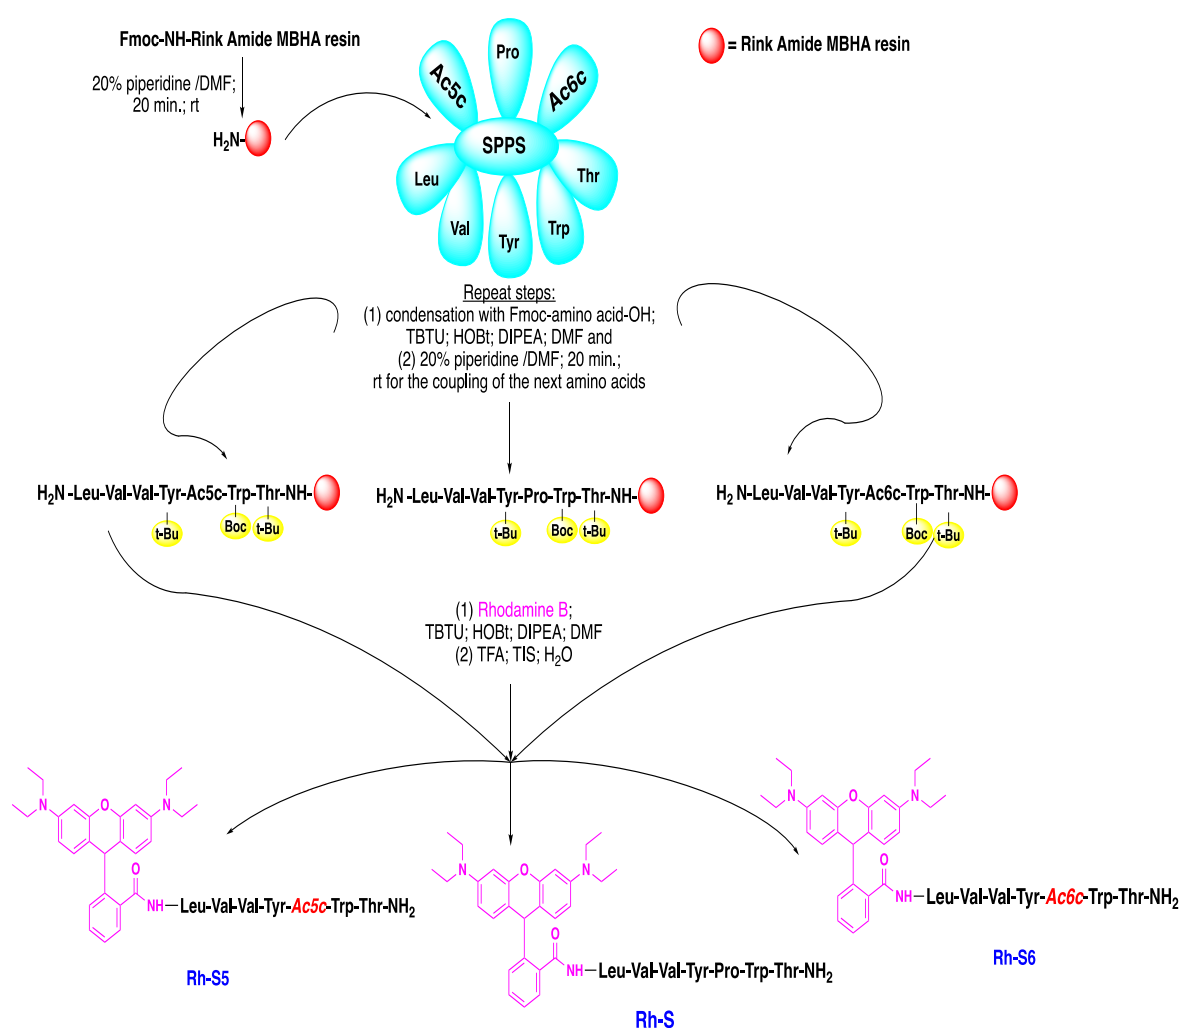 Fmoc-NH-Rink Amide MBHA resin
= Rink Amide MBHA resin
20% piperidine /DMF;
20 min.; rt
H2N-
Pro
Ac5c
Ac6c
SPPS
Leu
Thr
Val
Tyr
Trp
Repeat steps:
(1) condensation with Fmoc-amino acid-OH;
TBTU; HOBt; DIPEA; DMF and
(2) 20% piperidine /DMF; 20 min.;
rt for the coupling of the next amino acids
H2N -Leu-Val-Val-Tyr-Ac5c-Trp-Thr-NH-
t-Bu
Boc
t-Bu
H2N -Leu-Val-Val-Tyr-Pro-Trp-Thr-NH-
t-Bu
Boc
t-Bu
H2 N-Leu-Val-Val-Tyr-Ac6c-Trp-Thr-NH-
t-Bu
Boc
t-Bu
(1) Rhodamine B;
TBTU; HOBt; DIPEA; DMF
(2) TFA; TIS; H2O
N
O
N
O
NH
Leu-Val-Val-Tyr-Ac5c-Trp-Thr-NH2
Rh-S5
N
O
N
O
NH
Leu-Val-Val-Tyr-Pro-Trp-Thr-NH2
Rh-S
N
O
N
O
NH
Leu-Val-Val-Tyr-Ac6c-Trp-Thr-NH2
Rh-S6